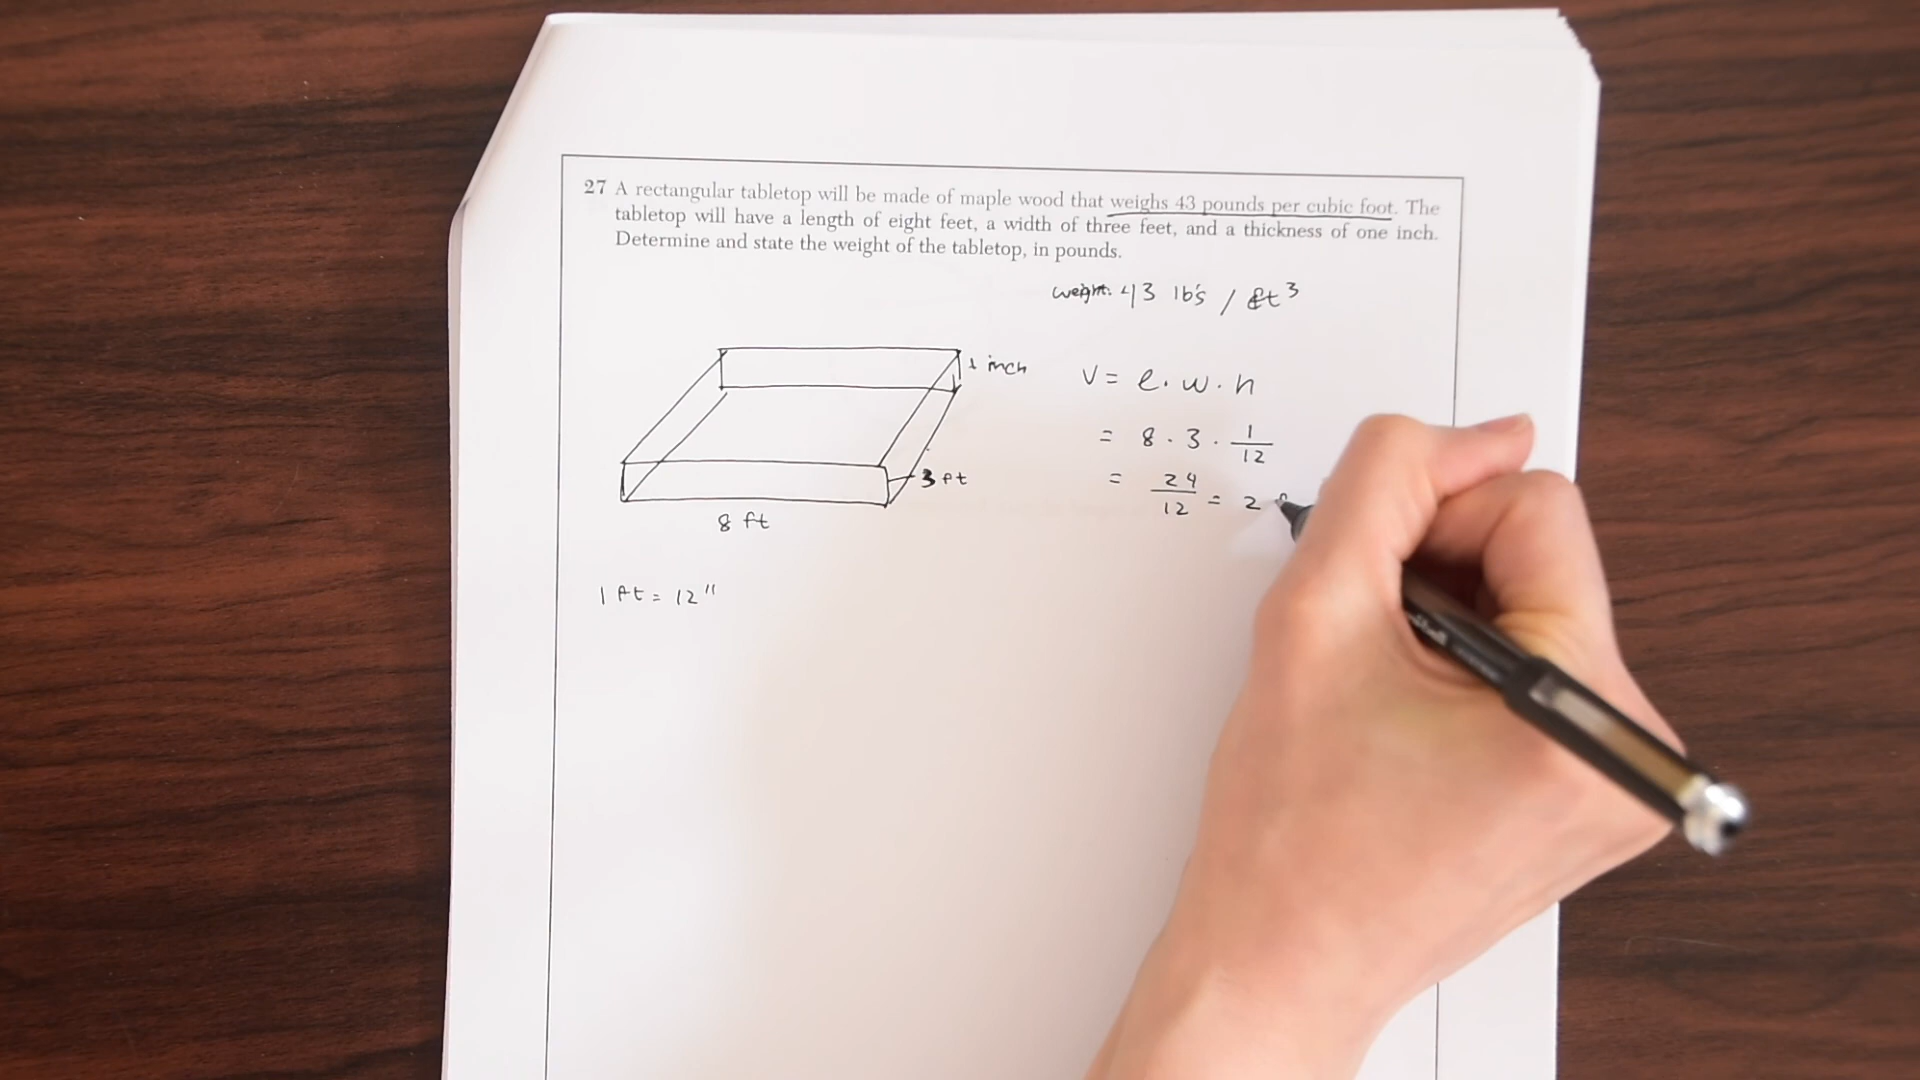 27 A rectangular tabletop will be made of maple wood that weighs 43 pounds per cubic foot. The
tabletop will have a length of eight feet, a width of three feet, and a thickness of one inch.
Determine and state the weight of the tabletop, in pounds.
weight: 43 lb's / ft³
1 inch
V = l . w . h
= 8 . 3 . 1/12
3 ft
= 24/12 = 2
8 ft
1 ft = 12"